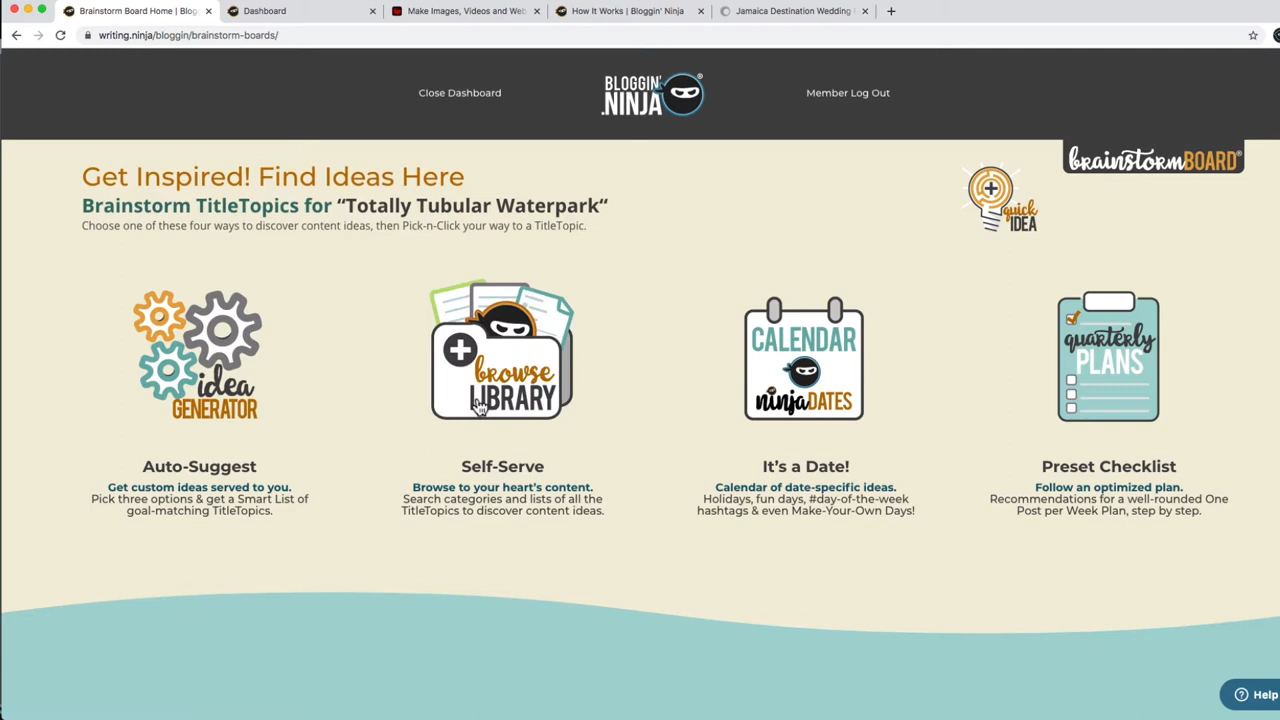 Brainstorm Board Home | Blog
Dashboard
Make Images, Videos and Web
How It Works | Bloggin' Ninja
Jamaica Destination Wedding
writing.ninja/bloggin/brainstorm-boards/
Close Dashboard
BLOGGIN'
.NINJA®
Member Log Out
brainstormBOARD®
Get Inspired! Find Ideas Here
Brainstorm TitleTopics for “Totally Tubular Waterpark“
Choose one of these four ways to discover content ideas, then Pick-n-Click your way to a TitleTopic.
quick
IDEA
idea
GENERATOR
browse
LIBRARY
CALENDAR
ninjaDATES
quarterly
PLANS
Auto-Suggest
Get custom ideas served to you.
Pick three options & get a Smart List of
goal-matching TitleTopics.
Self-Serve
Browse to your heart's content.
Search categories and lists of all the
TitleTopics to discover content ideas.
It's a Date!
Calendar of date-specific ideas.
Holidays, fun days, #day-of-the-week
hashtags & even Make-Your-Own Days!
Preset Checklist
Follow an optimized plan.
Recommendations for a well-rounded One
Post per Week Plan, step by step.
Help